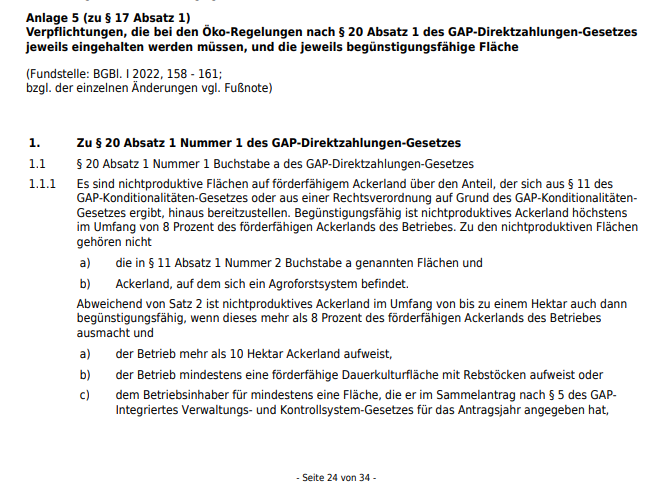 Anlage 5 (zu § 17 Absatz 1)
Verpflichtungen, die bei den Öko-Regelungen nach § 20 Absatz 1 des GAP-Direktzahlungen-Gesetzes
jeweils eingehalten werden müssen, und die jeweils begünstigungsfähige Fläche
(Fundstelle: BGBl. I 2022, 158 - 161;
bzgl. der einzelnen Änderungen vgl. Fußnote)
1. Zu § 20 Absatz 1 Nummer 1 des GAP-Direktzahlungen-Gesetzes
1.1 § 20 Absatz 1 Nummer 1 Buchstabe a des GAP-Direktzahlungen-Gesetzes
1.1.1 Es sind nichtproduktive Flächen auf förderfähigem Ackerland über den Anteil, der sich aus § 11 des
GAP-Konditionalitäten-Gesetzes oder aus einer Rechtsverordnung auf Grund des GAP-Konditionalitäten-
Gesetzes ergibt, hinaus bereitzustellen. Begünstigungsfähig ist nichtproduktives Ackerland höchstens
im Umfang von 8 Prozent des förderfähigen Ackerlands des Betriebes. Zu den nichtproduktiven Flächen
gehören nicht
a) die in § 11 Absatz 1 Nummer 2 Buchstabe a genannten Flächen und
b) Ackerland, auf dem sich ein Agroforstsystem befindet.
Abweichend von Satz 2 ist nichtproduktives Ackerland im Umfang von bis zu einem Hektar auch dann
begünstigungsfähig, wenn dieses mehr als 8 Prozent des förderfähigen Ackerlands des Betriebes
ausmacht und
a) der Betrieb mehr als 10 Hektar Ackerland aufweist,
b) der Betrieb mindestens eine förderfähige Dauerkulturfläche mit Rebstöcken aufweist oder
c) dem Betriebsinhaber für mindestens eine Fläche, die er im Sammelantrag nach § 5 des GAP-
Integriertes Verwaltungs- und Kontrollsystem-Gesetzes für das Antragsjahr angegeben hat,
- Seite 24 von 34 -